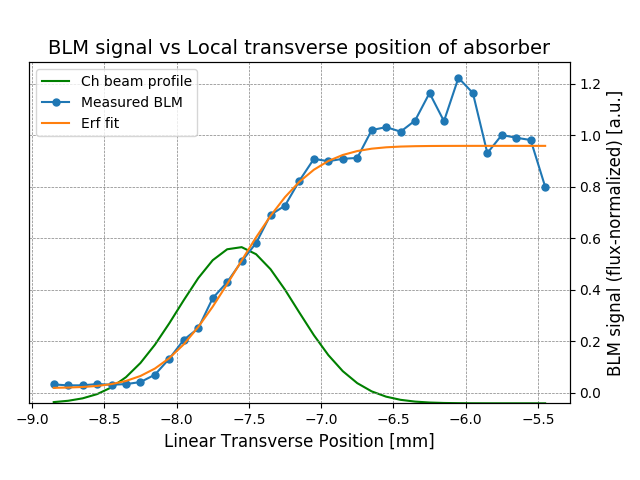 BLM signal vs Local transverse position of absorber
Ch beam profile
Measured BLM
Erf fit
1.2
1.0
0.8
0.6
0.4
0.2
0.0
BLM signal (flux-normalized) [a.u.]
−9.0 −8.5 −8.0 −7.5 −7.0 −6.5 −6.0 −5.5
Linear Transverse Position [mm]